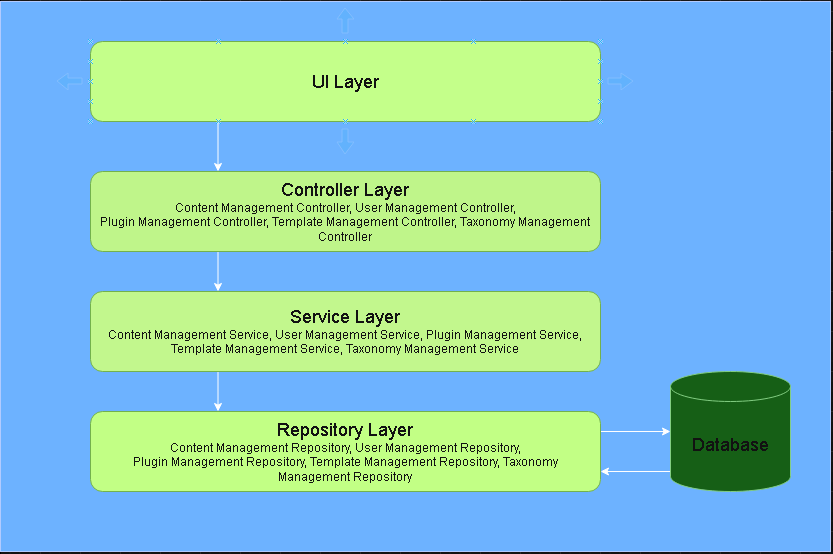 UI Layer
Controller Layer
Content Management Controller, User Management Controller,
Plugin Management Controller, Template Management Controller, Taxonomy Management
Controller
Service Layer
Content Management Service, User Management Service, Plugin Management Service,
Template Management Service, Taxonomy Management Service
Repository Layer
Content Management Repository, User Management Repository,
Plugin Management Repository, Template Management Repository, Taxonomy
Management Repository
Database